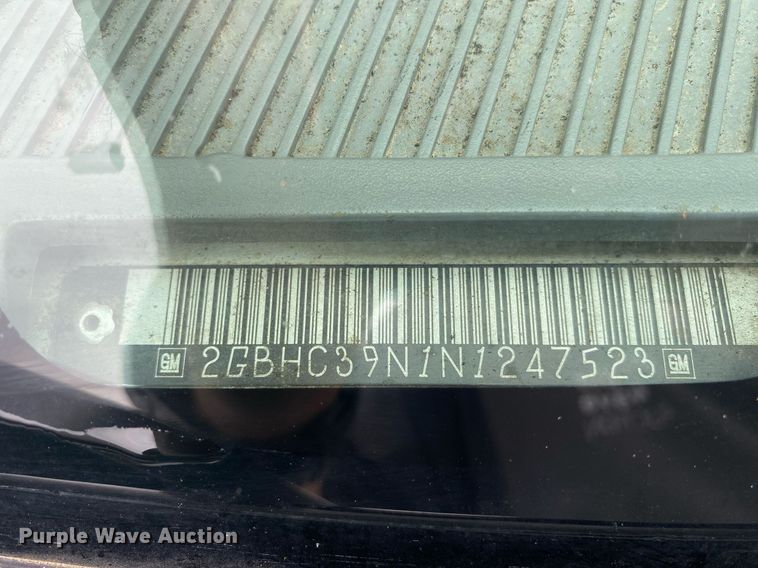 GM 2GBHC39N1N1247523 GM
Purple Wave Auction